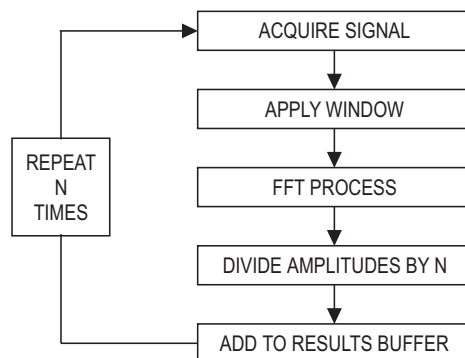 ACQUIRE SIGNAL
APPLY WINDOW
REPEAT
N
TIMES
FFT PROCESS
DIVIDE AMPLITUDES BY N
ADD TO RESULTS BUFFER